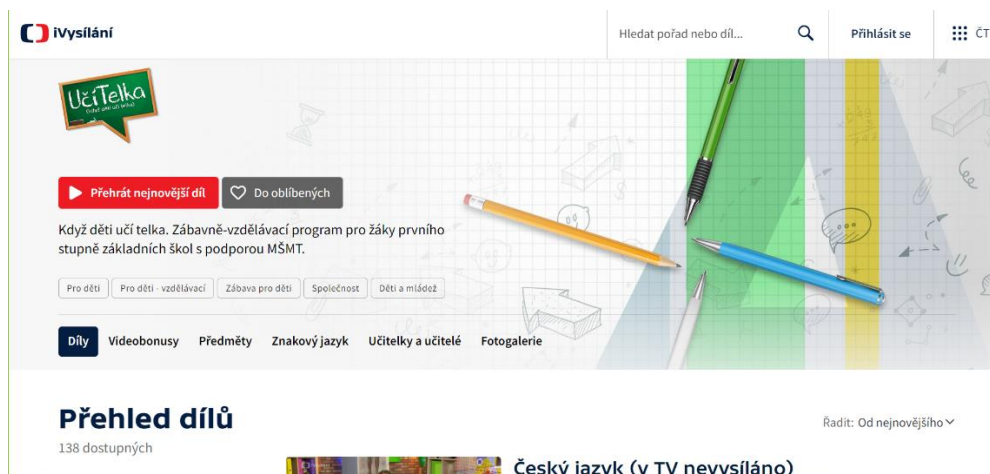 iVysílání
Hledat pořad nebo díl...
Přihlásit se
ČT
UčíTelka
Přehrát nejnovější díl
Do oblíbených
Když děti učí telka. Zábavně-vzdělávací program pro žáky prvního
stupně základních škol s podporou MŠMT.
Pro děti
Pro děti - vzdělávací
Zábava pro děti
Společnost
Děti a mládež
Díly
Videobonusy
Předměty
Znakový jazyk
Učitelky a učitelé
Fotogalerie
Přehled dílů
Řadit: Od nejnovějšího
138 dostupných
Český jazyk (v TV nevysíláno)